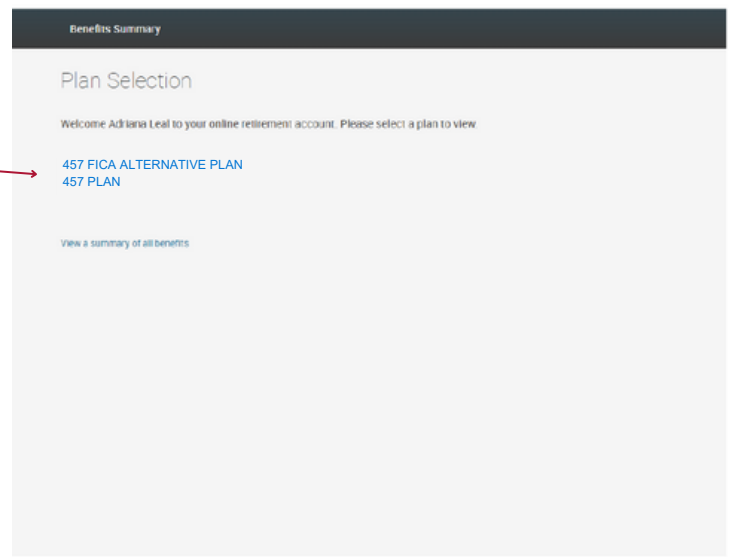 Benefits Summary
Plan Selection
Welcome Adriana Leal to your online retirement account. Please select a plan to view
457 FICA ALTERNATIVE PLAN
457 PLAN
View a summary of all benefits